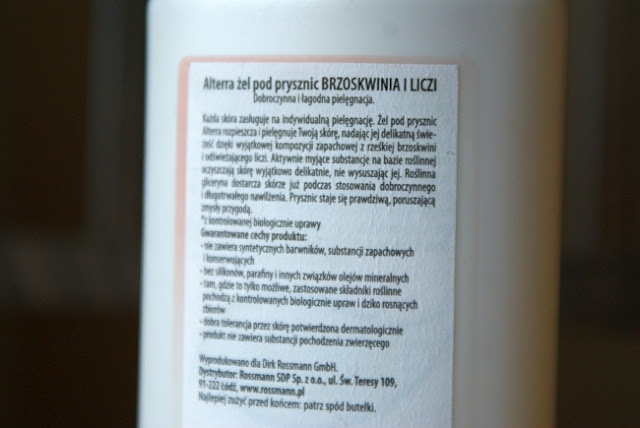 Alterra żel pod prysznic BRZOSKWINIA I LICZI
Dobroczynna i łagodna pielęgnacja.
Każda skóra zasługuje na indywidualną pielęgnację. Żel pod prysznic
Alterra rozpieszcza i pielęgnuje Twoją skórę, nadając jej delikatną świe-
żość dzięki wyjątkowej kompozycji zapachowej z rześkiej brzoskwini
i odświeżającego liczi. Aktywnie myjące substancje na bazie roślinnej
oczyszczają skórę wyjątkowo delikatnie, nie wysuszając jej. Roślinna
gliceryna dostarcza skórze już podczas stosowania dobroczynnego
i długotrwałego nawilżenia. Prysznic staje się prawdziwą, poruszającą
zmysły przygodą.
*z kontrolowanej biologicznie uprawy
Gwarantowane cechy produktu:
- nie zawiera syntetycznych barwników, substancji zapachowych
i konserwujących
- bez silikonów, parafiny i innych związków olejów mineralnych
- tam, gdzie to tylko możliwe, zastosowane składniki roślinne
pochodzą z kontrolowanych biologicznie upraw i dziko rosnących
zbiorów
- dobra tolerancja przez skórę potwierdzona dermatologicznie
- produkt nie zawiera substancji pochodzenia zwierzęcego
Wyprodukowano dla Dirk Rossmann GmbH.
Dystrybutor: Rossmann SDP Sp. z o.o., ul. Św. Teresy 109,
91-222 Łódź, www.rossmann.pl
Najlepiej zużyć przed końcem: patrz spód butelki.